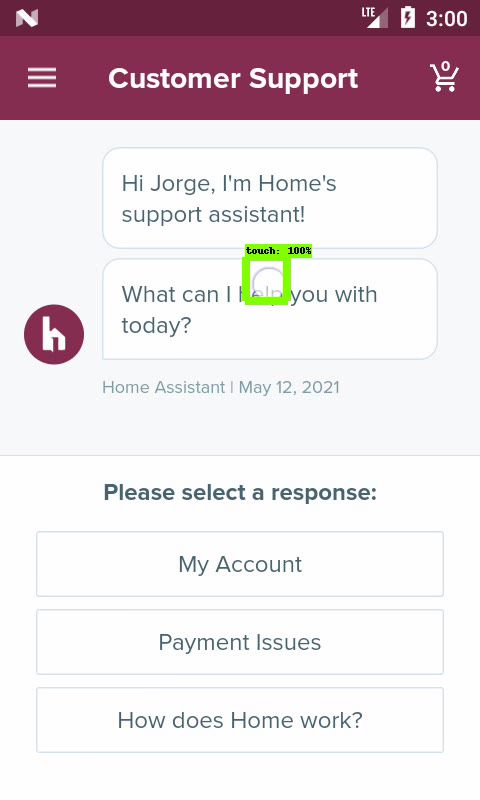 LTE 3:00
Customer Support
0
Hi Jorge, I'm Home's
support assistant!
touch: 100%
What can I help you with
today?
h
Home Assistant | May 12, 2021
Please select a response:
My Account
Payment Issues
How does Home work?